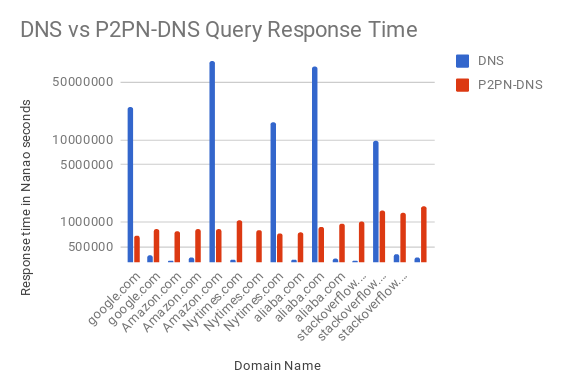 DNS vs P2PN-DNS Query Response Time
DNS
P2PN-DNS
Response time in Nanao seconds
50000000
10000000
5000000
1000000
500000
google.com
google.com
Amazon.com
Amazon.com
Amazon.com
Nytimes.com
Nytimes.com
Nytimes.com
aliaba.com
aliaba.com
aliaba.com
stackoverflow...
stackoverflow...
stackoverflow...
Domain Name